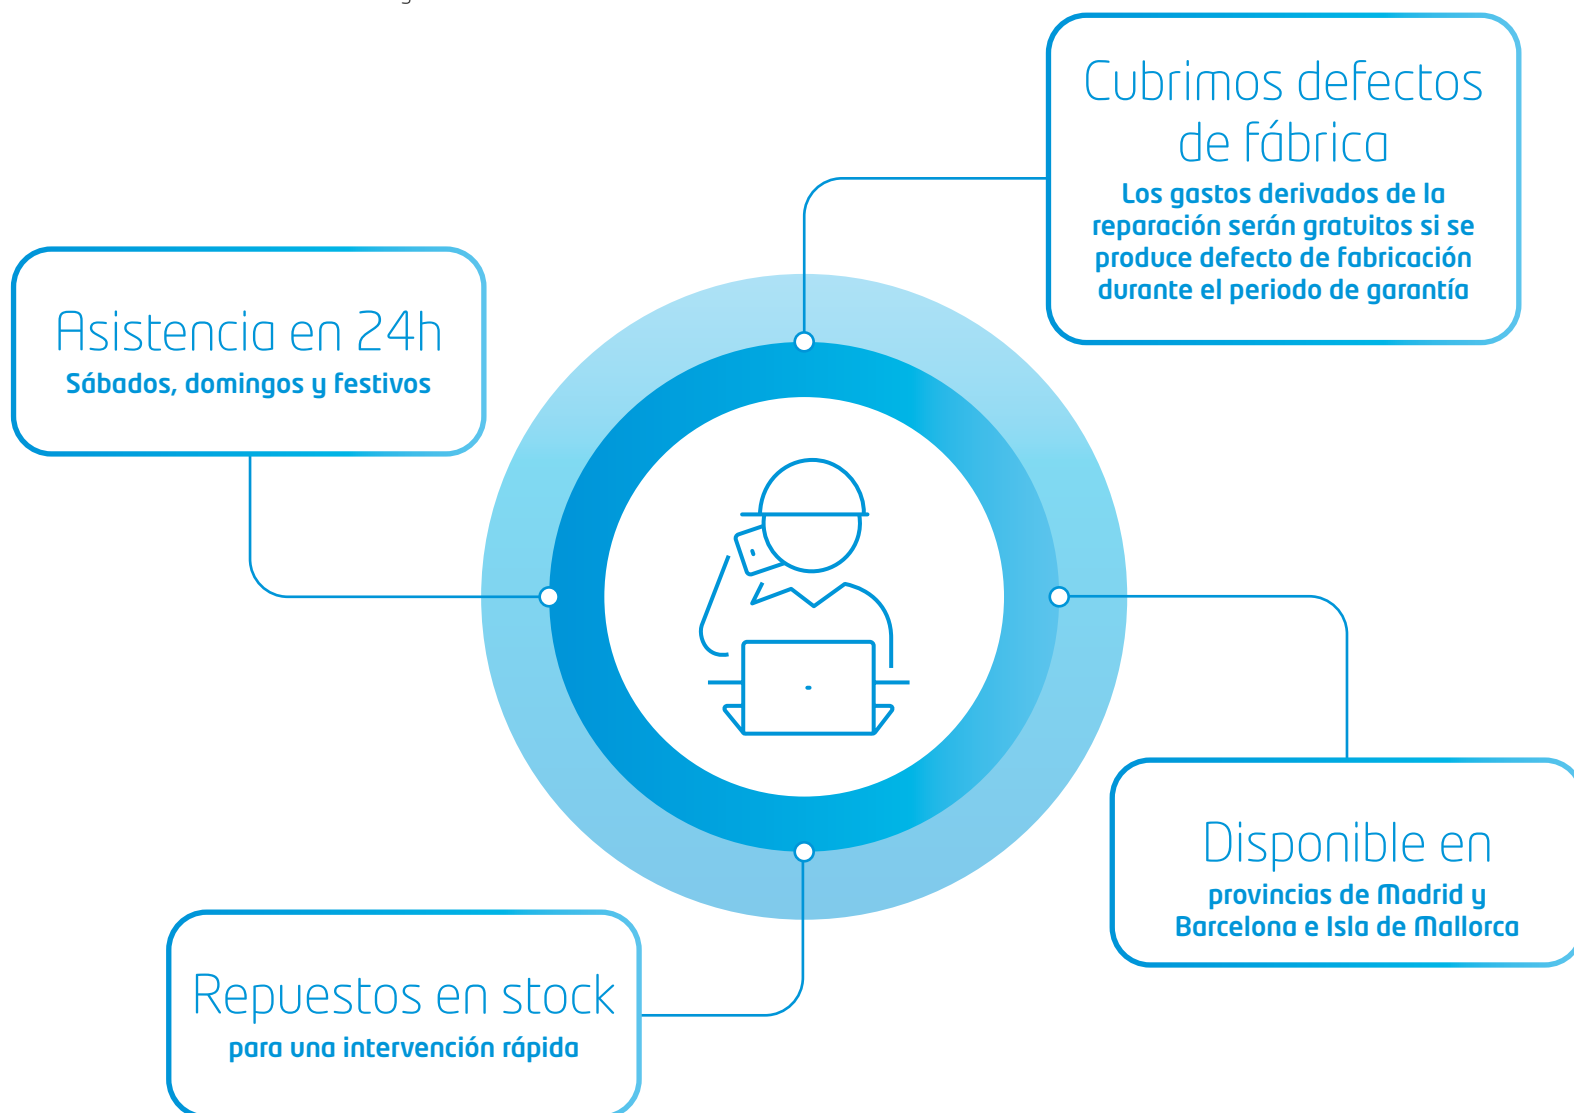 Cubrimos defectos
de fábrica
Los gastos derivados de la
reparación serán gratuitos si se
produce defecto de fabricación
durante el periodo de garantía
Asistencia en 24h
Sábados, domingos y festivos
Disponible en
provincias de Madrid y
Barcelona e Isla de Mallorca
Repuestos en stock
para una intervención rápida